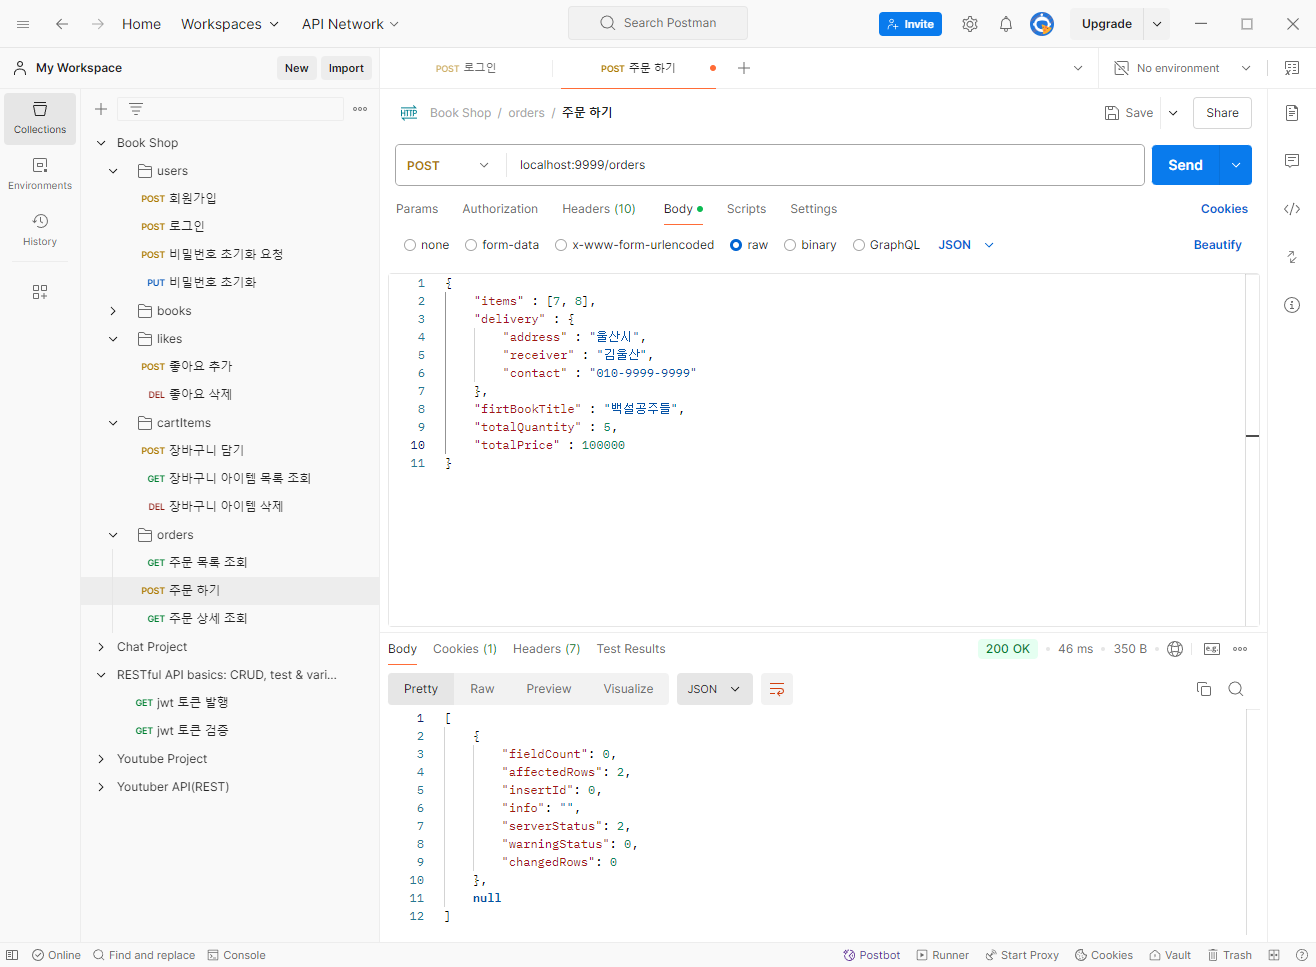 Home Workspaces API Network Search Postman Invite Upgrade
My Workspace New Import POST 로그인 POST 주문 하기 No environment
Collections
Environments
History
Book Shop
users
POST 회원가입
POST 로그인
POST 비밀번호 초기화 요청
PUT 비밀번호 초기화
books
likes
POST 좋아요 추가
DEL 좋아요 삭제
cartItems
POST 장바구니 담기
GET 장바구니 아이템 목록 조회
DEL 장바구니 아이템 삭제
orders
GET 주문 목록 조회
POST 주문 하기
GET 주문 상세 조회
Chat Project
RESTful API basics: CRUD, test & vari...
GET jwt 토큰 발행
GET jwt 토큰 검증
Youtube Project
Youtuber API(REST)
HTTP Book Shop / orders / 주문 하기 Save Share
POST localhost:9999/orders Send
Params Authorization Headers (10) Body Scripts Settings Cookies
none form-data x-www-form-urlencoded raw binary GraphQL JSON Beautify
1 {
2 "items" : [7, 8],
3 "delivery" : {
4 "address" : "울산시",
5 "receiver" : "김울산",
6 "contact" : "010-9999-9999"
7 },
8 "firtBookTitle" : "백설공주들",
9 "totalQuantity" : 5,
10 "totalPrice" : 100000
11 }
Body Cookies (1) Headers (7) Test Results 200 OK 46 ms 350 B e.g.
Pretty Raw Preview Visualize JSON
1 [
2 {
3 "fieldCount": 0,
4 "affectedRows": 2,
5 "insertId": 0,
6 "info": "",
7 "serverStatus": 2,
8 "warningStatus": 0,
9 "changedRows": 0
10 },
11 null
12 ]
Online Find and replace Console Postbot Runner Start Proxy Cookies Vault Trash